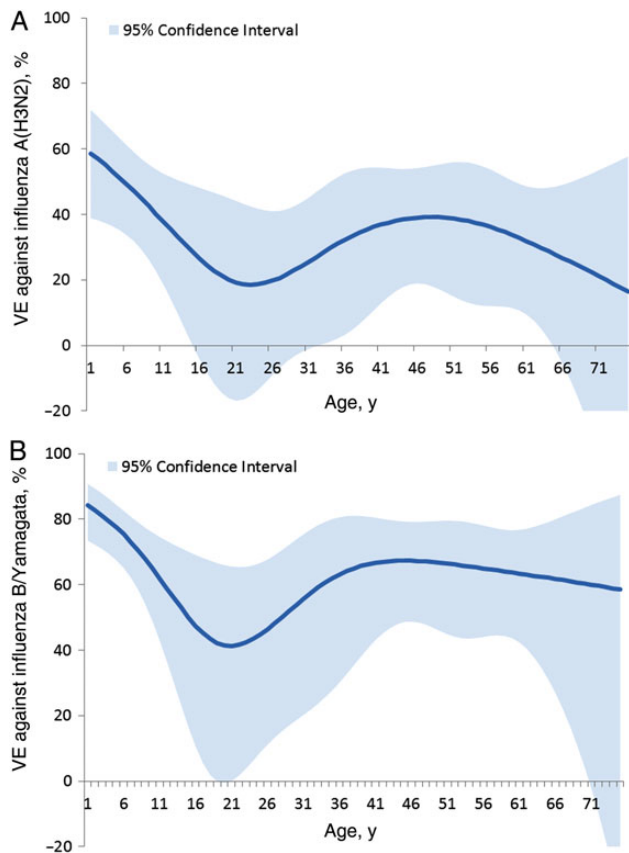 A
100
80
60
40
20
0
−20
VE against influenza A(H3N2), %
95% Confidence Interval
1 6 11 16 21 26 31 36 41 46 51 56 61 66 71
Age, y
B
100
80
60
40
20
0
−20
VE against influenza B/Yamagata, %
95% Confidence Interval
1 6 11 16 21 26 31 36 41 46 51 56 61 66 71
Age, y